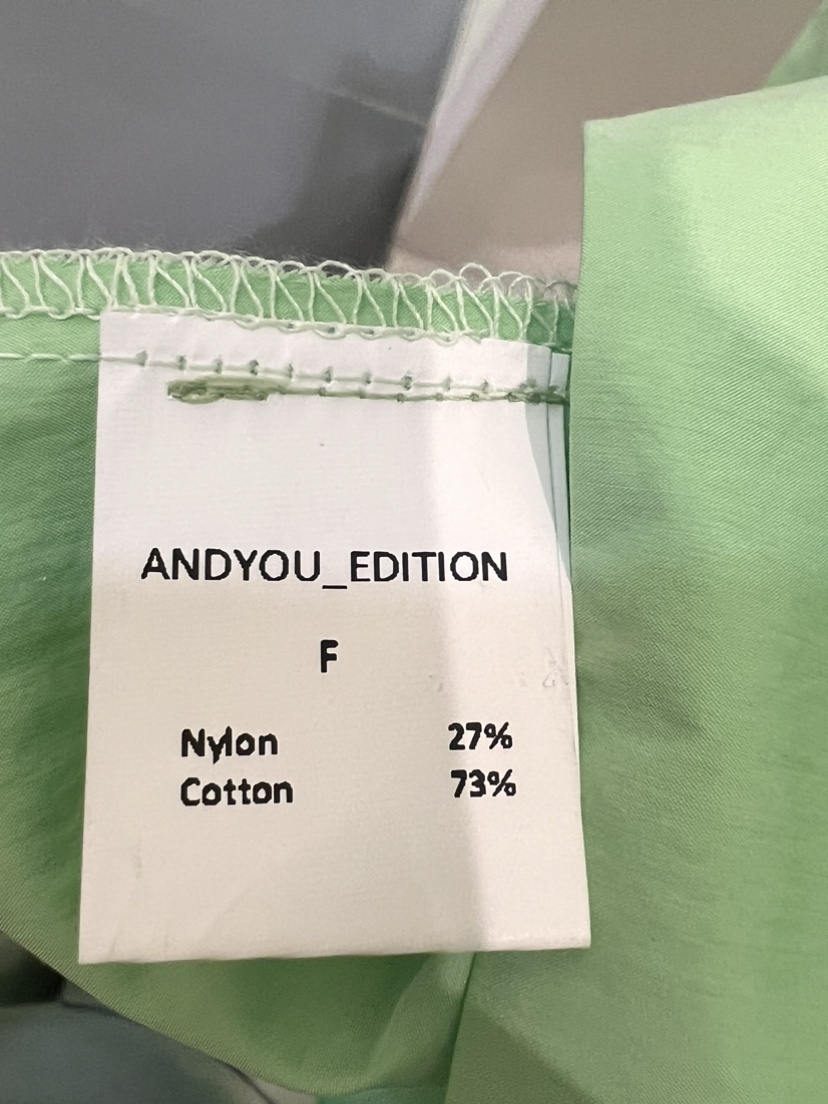 ANDYOU_EDITION
F
Nylon 27%
Cotton 73%